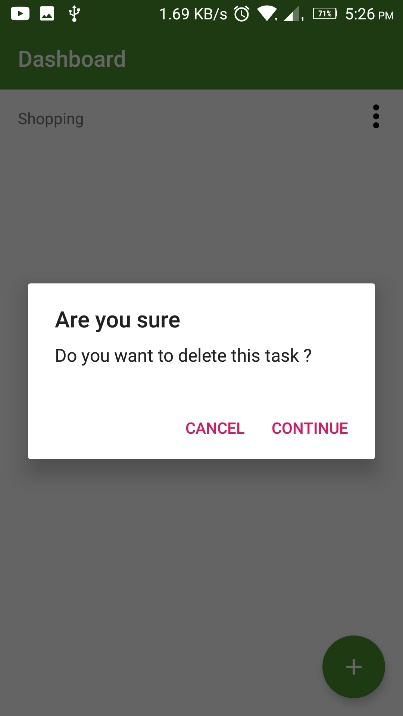 1.69 KB/s 71% 5:26 PM
Dashboard
Shopping
Are you sure
Do you want to delete this task ?
CANCEL CONTINUE